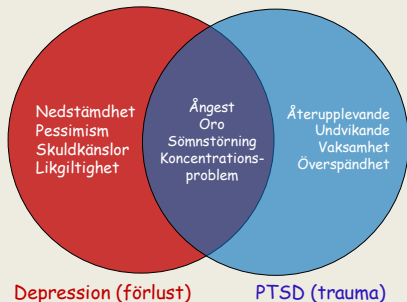 Nedstämdhet
Pessimism
Skuldkänslor
Likgiltighet
Ångest
Oro
Sömnstörning
Koncentrations-
problem
Återupplevande
Undvikande
Vaksamhet
Överspändhet
Depression (förlust)
PTSD (trauma)